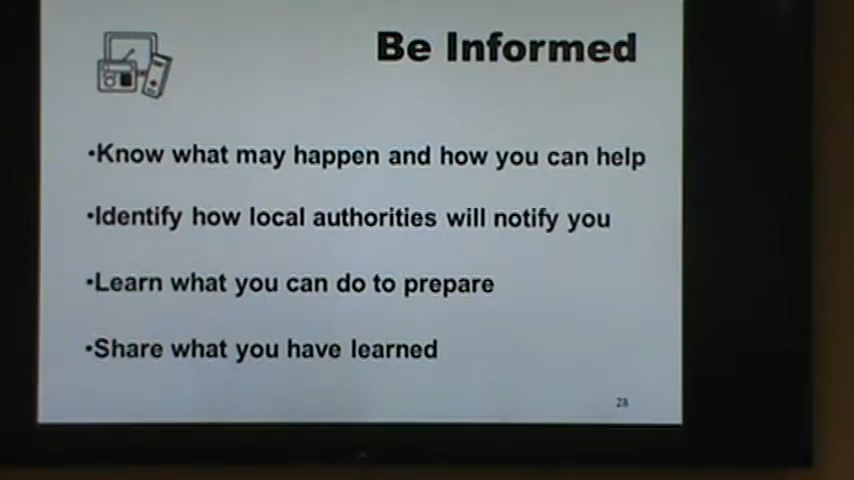 Be Informed
•Know what may happen and how you can help
•Identify how local authorities will notify you
•Learn what you can do to prepare
•Share what you have learned
28